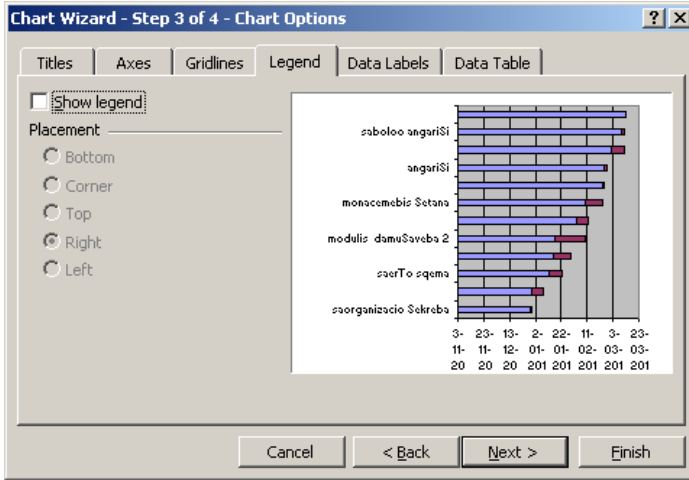 Chart Wizard - Step 3 of 4 - Chart Options
Titles Axes Gridlines Legend Data Labels Data Table
Show legend
Placement
Bottom
Corner
Top
Right
Left
saboloo angariSi
angariSi
monacemebis Setana
modulis damuSaveba 2
saerTo sqema
saorganizacio Sekreba
3- 23- 13- 2- 22- 11- 3- 23-
11- 11- 12- 01- 01- 02- 03- 03-
20 20 20 201 201 201 201 201
Cancel < Back Next > Finish